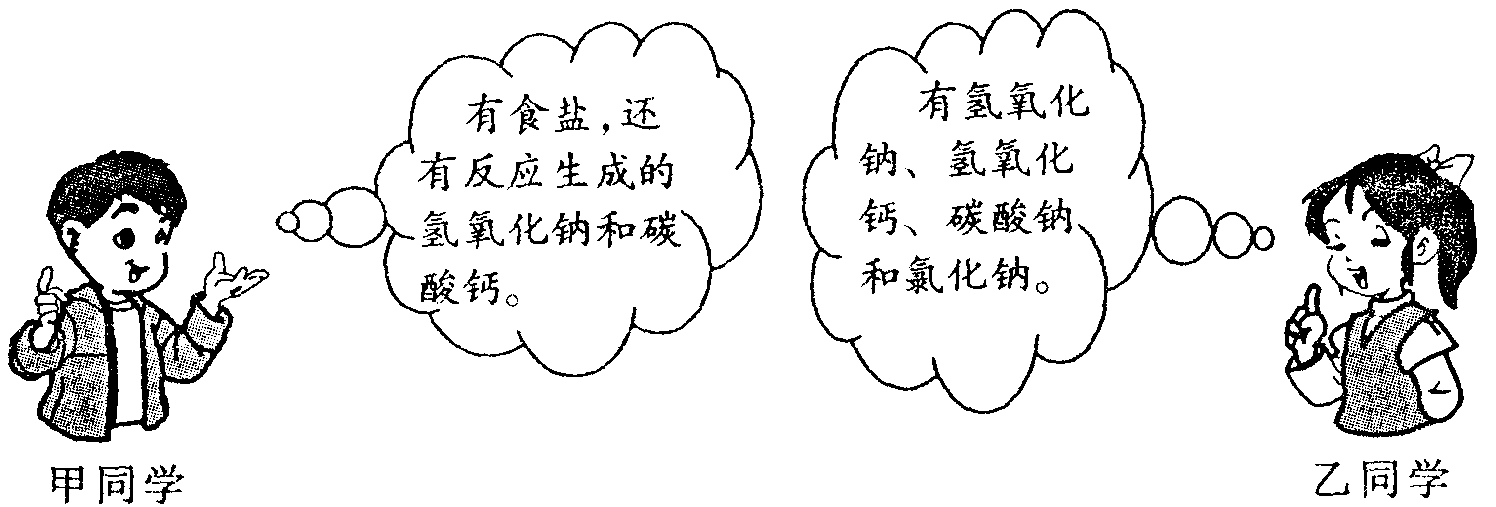 有食盐，还
有反应生成的
氢氧化钠和碳
酸钙。
有氢氧化
钠、氢氧化
钙、碳酸钠
和氯化钠。
甲同学
乙同学